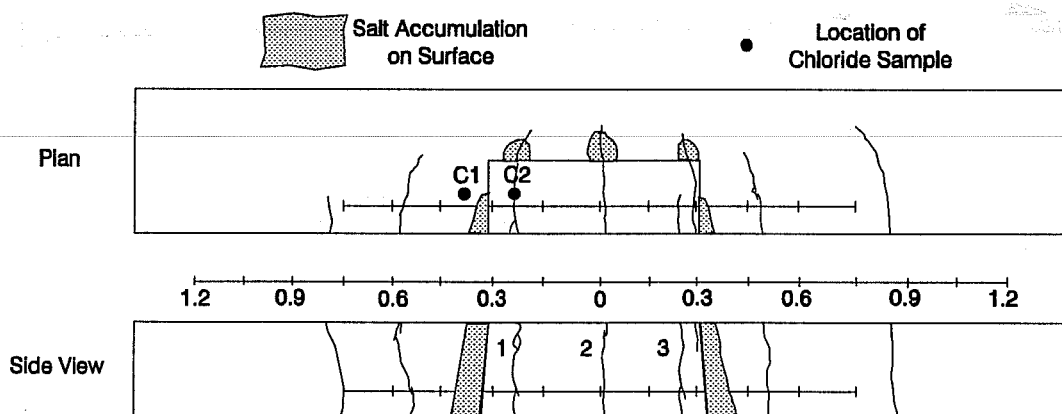 Salt Accumulation
on Surface
Location of
Chloride Sample
Plan
C1 C2
1.2 0.9 0.6 0.3 0 0.3 0.6 0.9 1.2
Side View
1 2 3